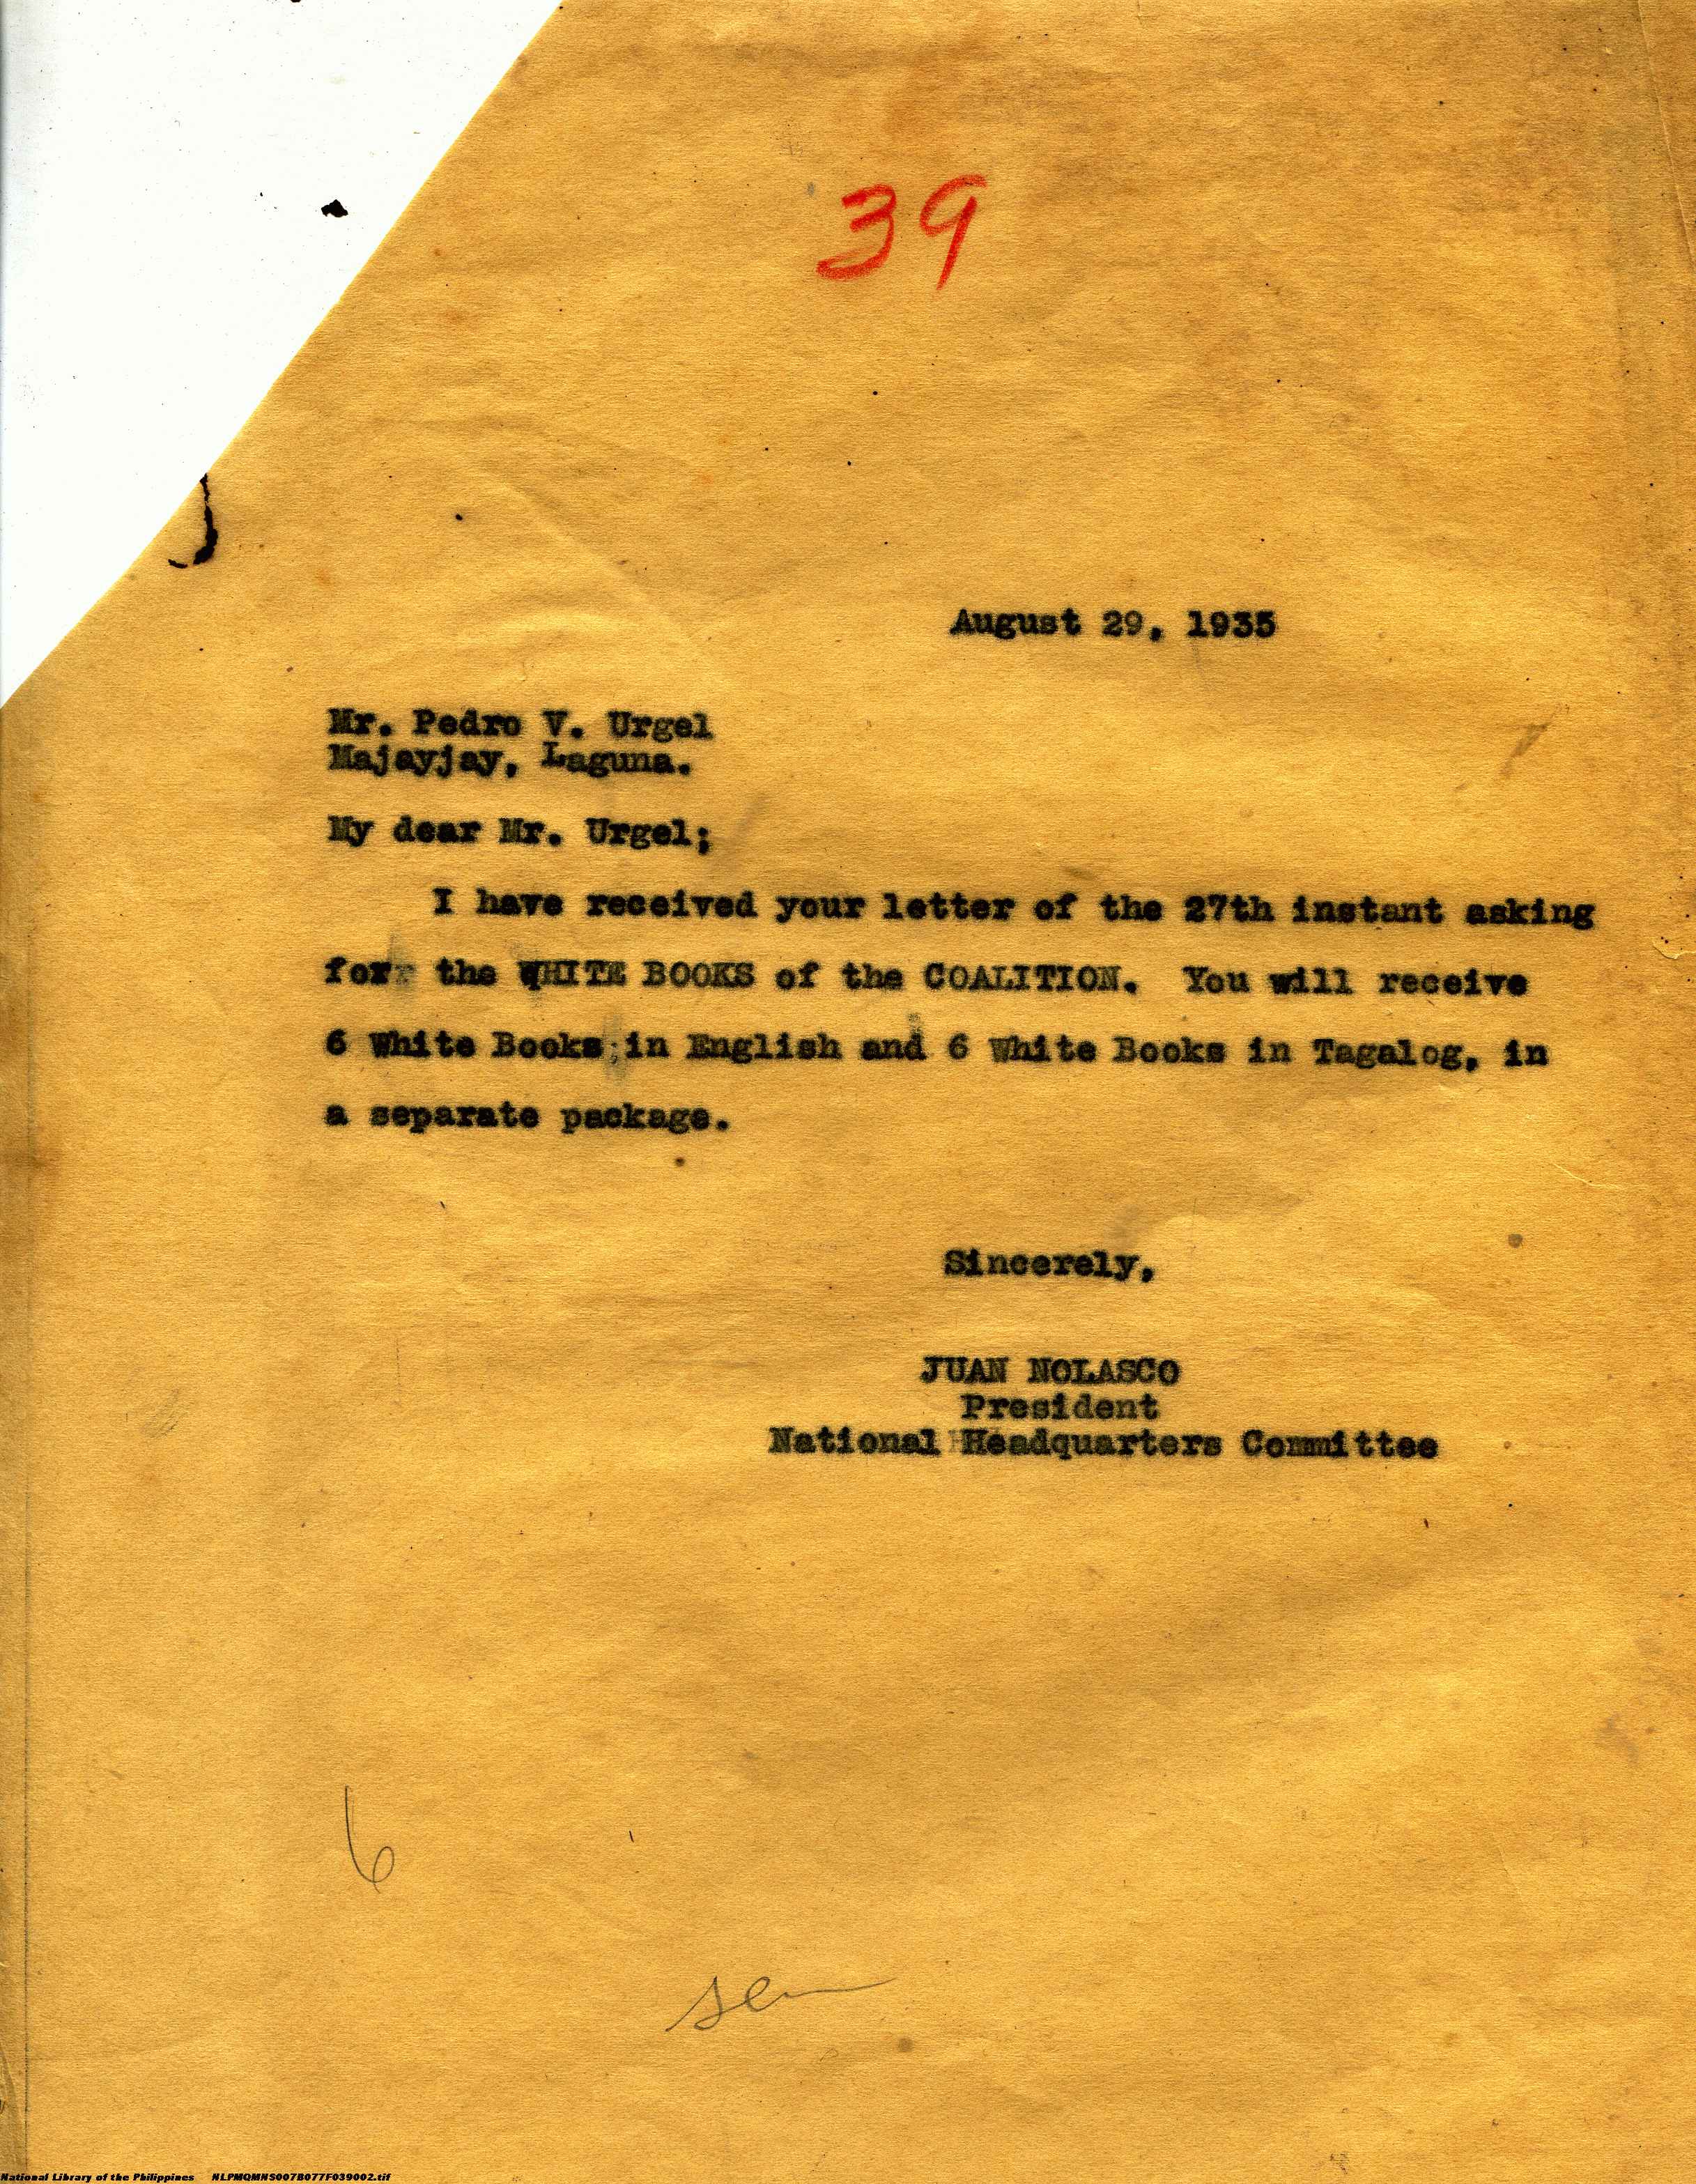 39
August 29, 1935
Mr. Pedro V. Urgel
Majayjay, Laguna.
My dear Mr. Urgel;
I have received your letter of the 27th instant asking
for the WHITE BOOKS of the COALITION. You will receive
6 White Books in English and 6 White Books in Tagalog, in
a separate package.
Sincerely,
JUAN NOLASCO
President
National Headquarters Committee
6
National Library of the Philippines NLPMQMNS007B077F039002.tif